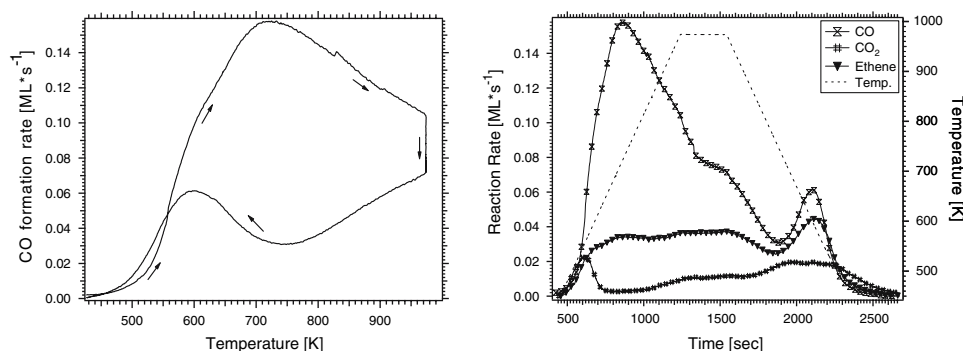 CO formation rate [ML*s⁻¹]
0.14
0.12
0.10
0.08
0.06
0.04
0.02
0.00
500 600 700 800 900
Temperature [K]
Reaction Rate [ML*s⁻¹]
0.14
0.12
0.10
0.08
0.06
0.04
0.02
0.00
500 1000 1500 2000 2500
Time [sec]
CO
CO₂
Ethene
Temp.
1000
900
800
700
600
500
Temperature [K]